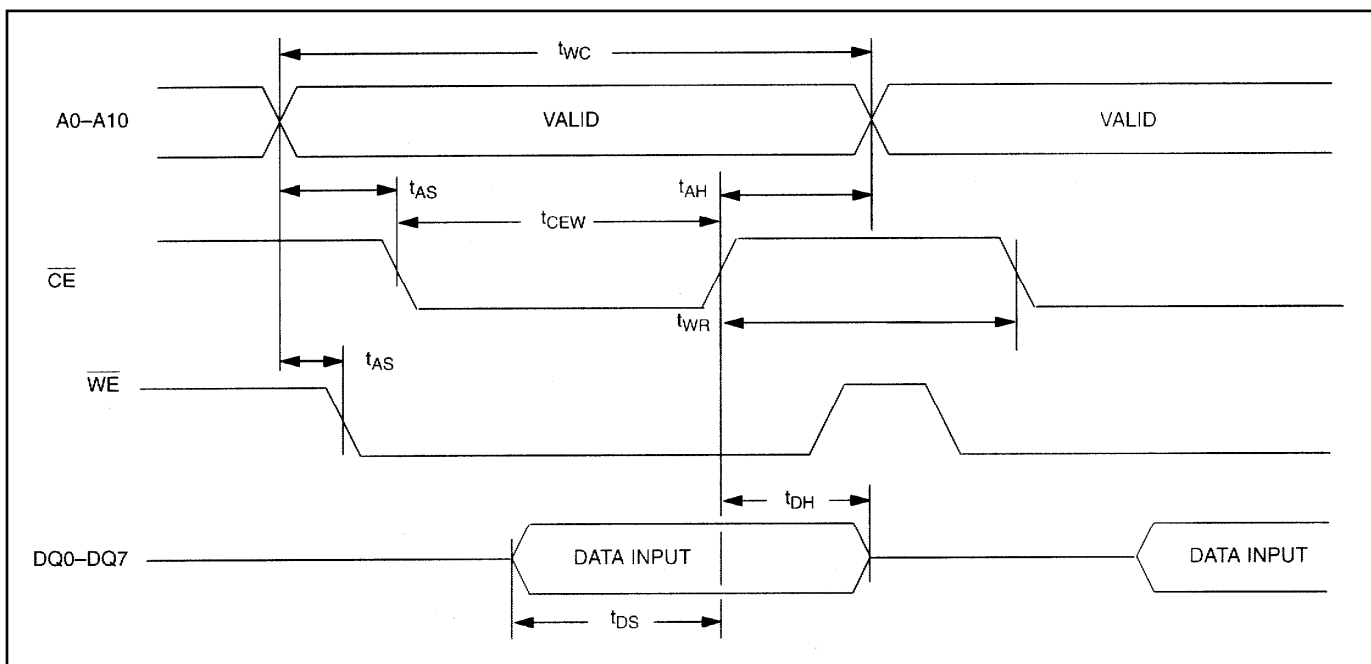 tWC
A0–A10
VALID
VALID
tAS
tAH
tCEW
CE
tWR
tAS
WE
tDH
DQ0–DQ7
DATA INPUT
DATA INPUT
tDS